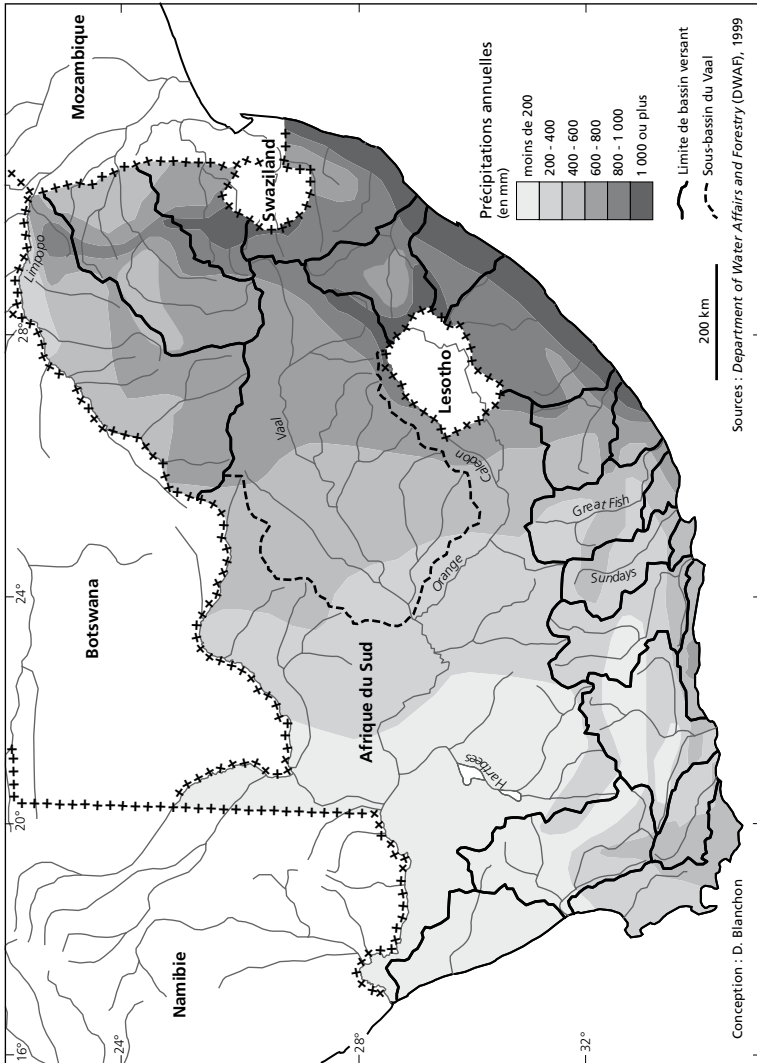 Mozambique
Swaziland
Limpopo
28°
Botswana
24°
Vaal
Lesotho
Caledon
Orange
Great Fish
Sundays
Afrique du Sud
Hartbees
20°
Namibie
16°
24°
28°
32°
Précipitations annuelles
(en mm)
moins de 200
200 - 400
400 - 600
600 - 800
800 - 1 000
1 000 ou plus
Limite de bassin versant
Sous-bassin du Vaal
200 km
Conception : D. Blanchon
Sources : Department of Water Affairs and Forestry (DWAF), 1999